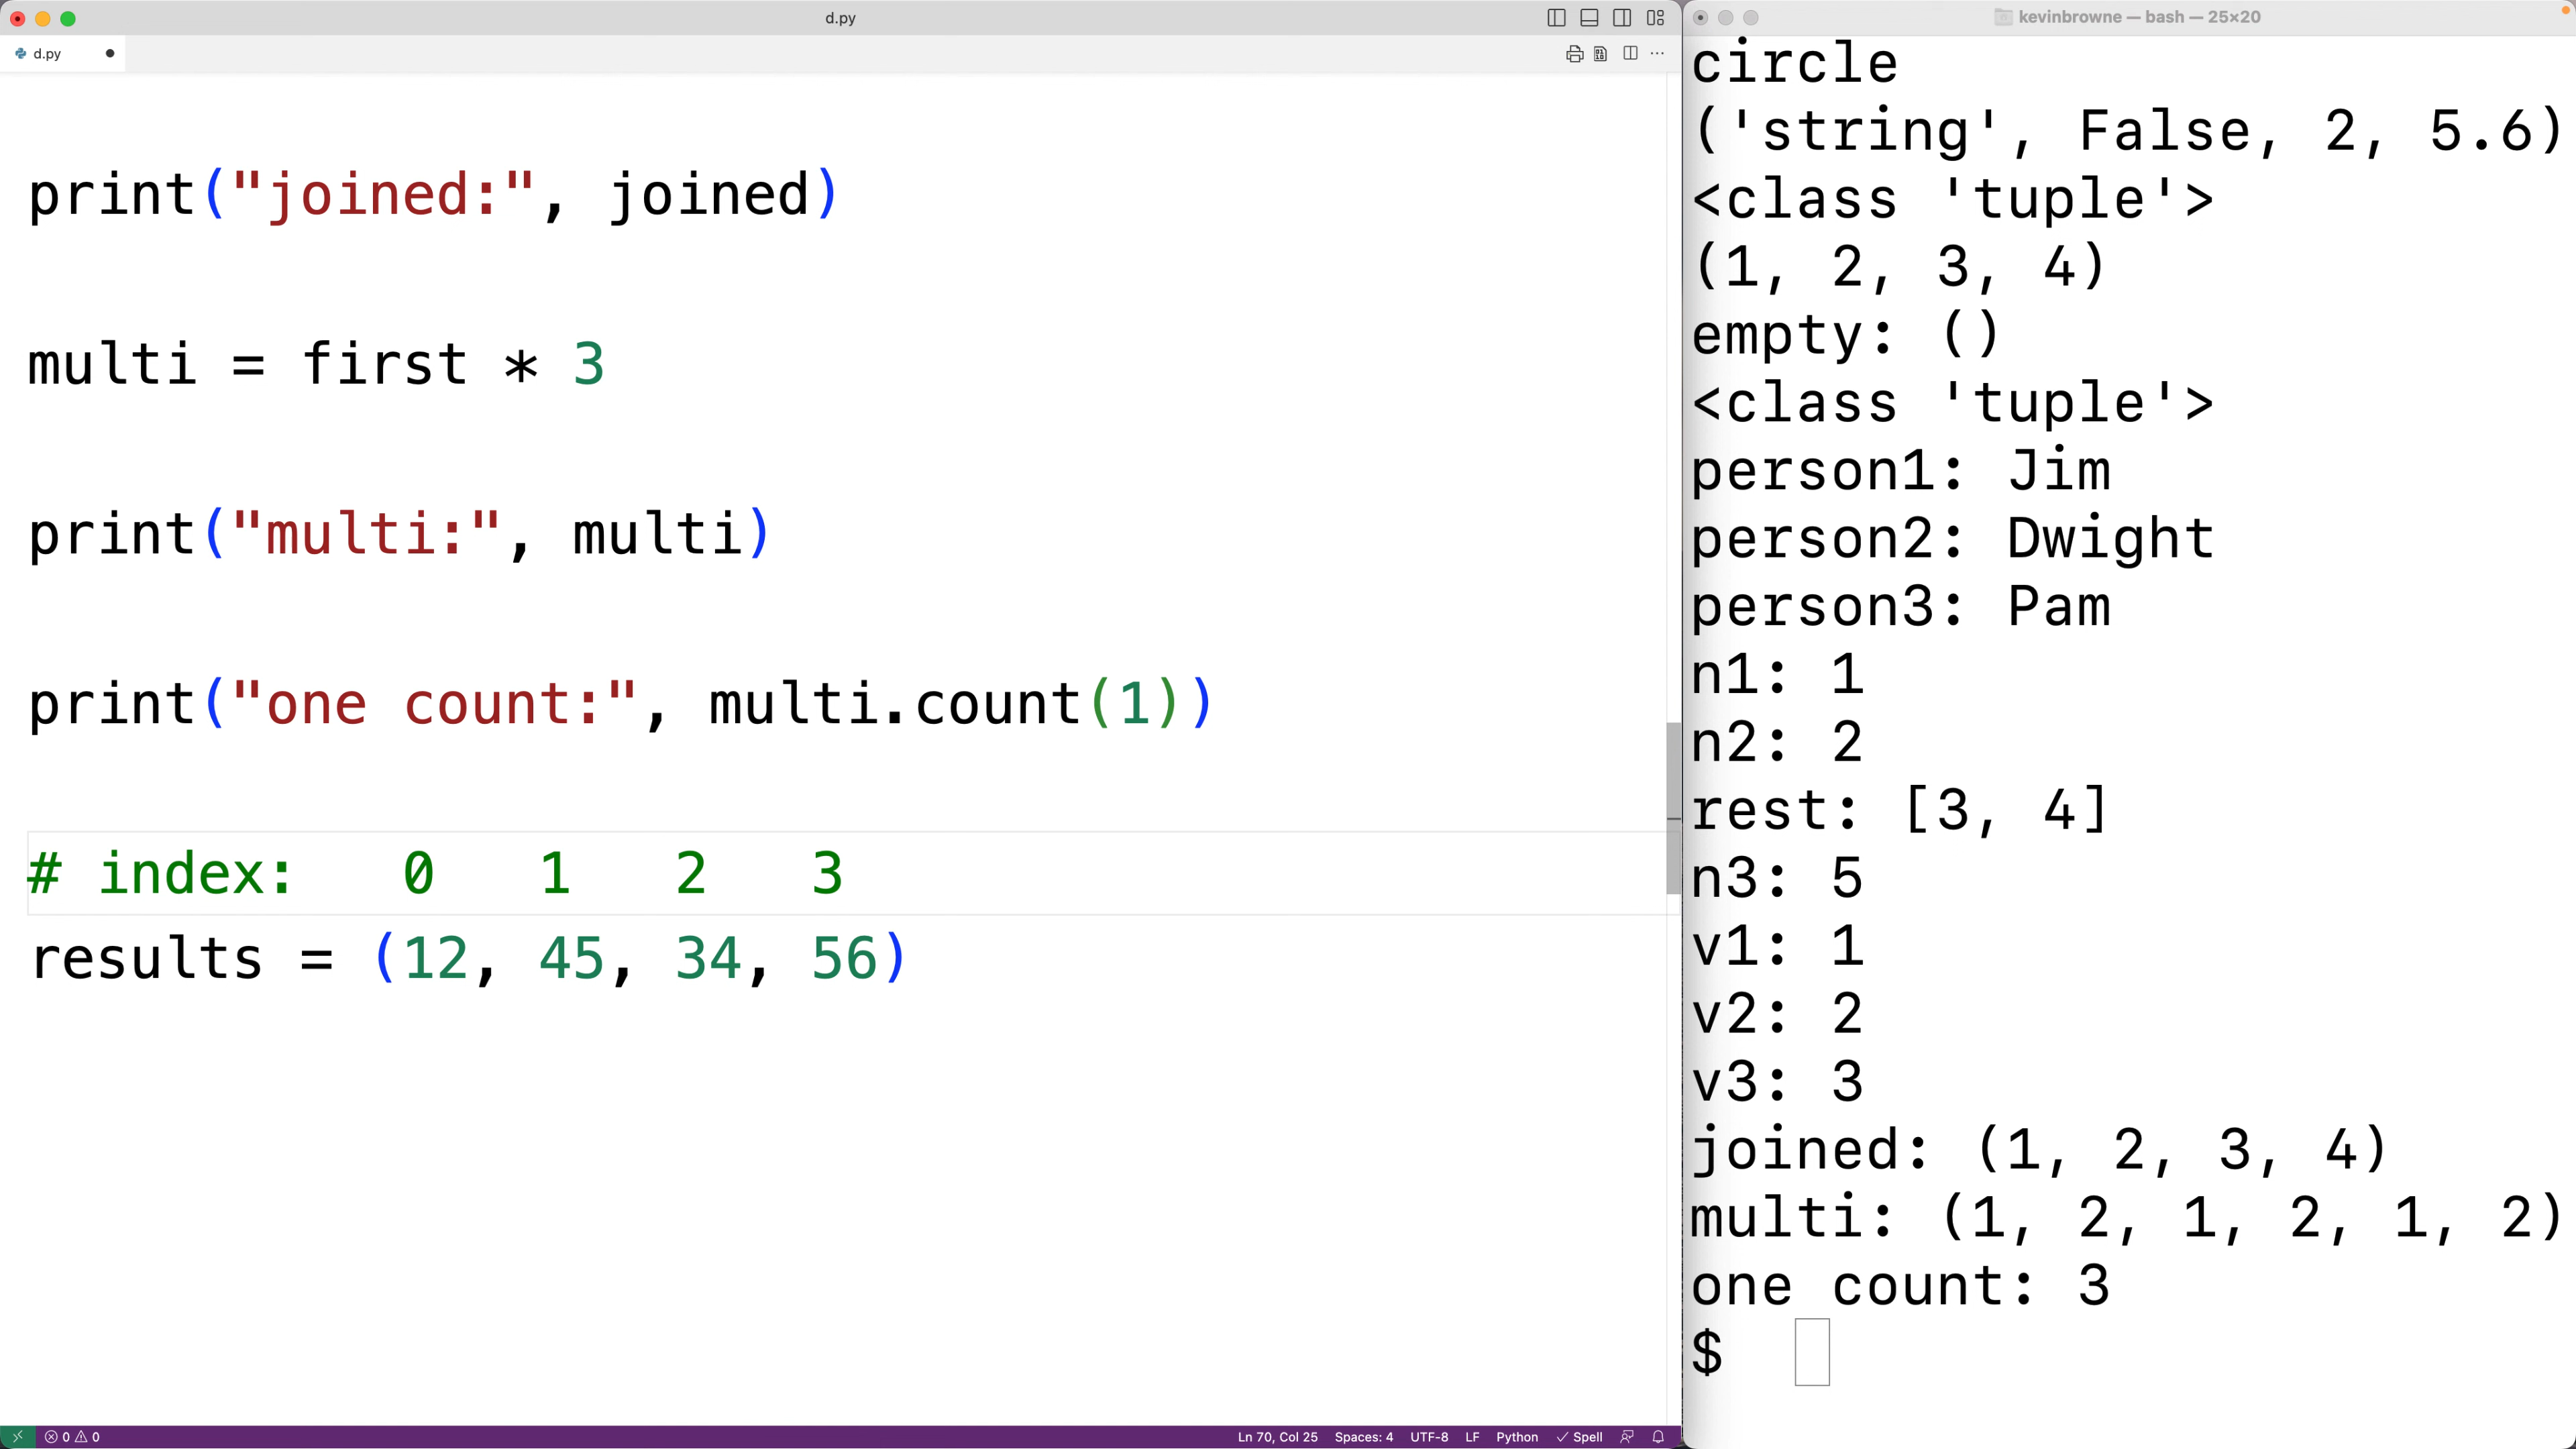 d.py
d.py
print("joined:", joined)
multi = first * 3
print("multi:", multi)
print("one count:", multi.count(1))
# index:   0   1   2   3
results = (12, 45, 34, 56)
0 0
Ln 70, Col 25
Spaces: 4
UTF-8
LF
Python
Spell
kevinbrowne — bash — 25×20
circle
('string', False, 2, 5.6)
<class 'tuple'>
(1, 2, 3, 4)
empty: ()
<class 'tuple'>
person1: Jim
person2: Dwight
person3: Pam
n1: 1
n2: 2
rest: [3, 4]
n3: 5
v1: 1
v2: 2
v3: 3
joined: (1, 2, 3, 4)
multi: (1, 2, 1, 2, 1, 2)
one count: 3
$